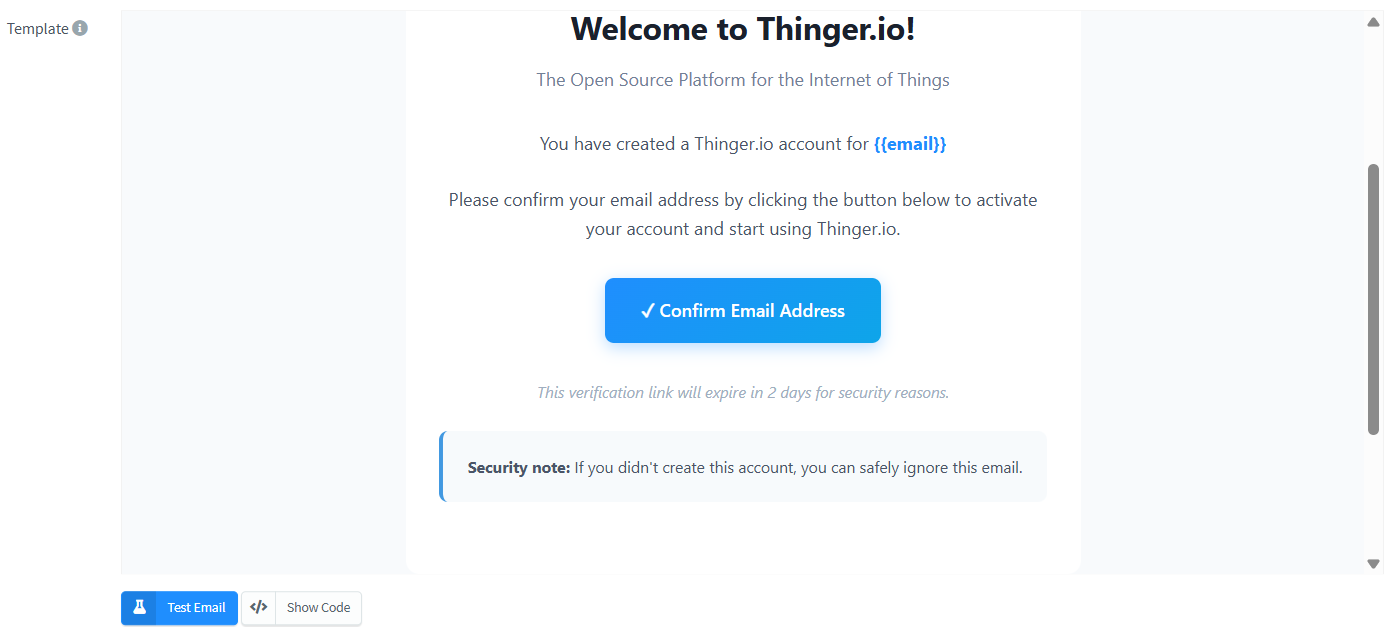 Template
Welcome to Thinger.io!
The Open Source Platform for the Internet of Things
You have created a Thinger.io account for {{email}}
Please confirm your email address by clicking the button below to activate
your account and start using Thinger.io.
✓ Confirm Email Address
This verification link will expire in 2 days for security reasons.
Security note: If you didn't create this account, you can safely ignore this email.
Test Email
</> Show Code